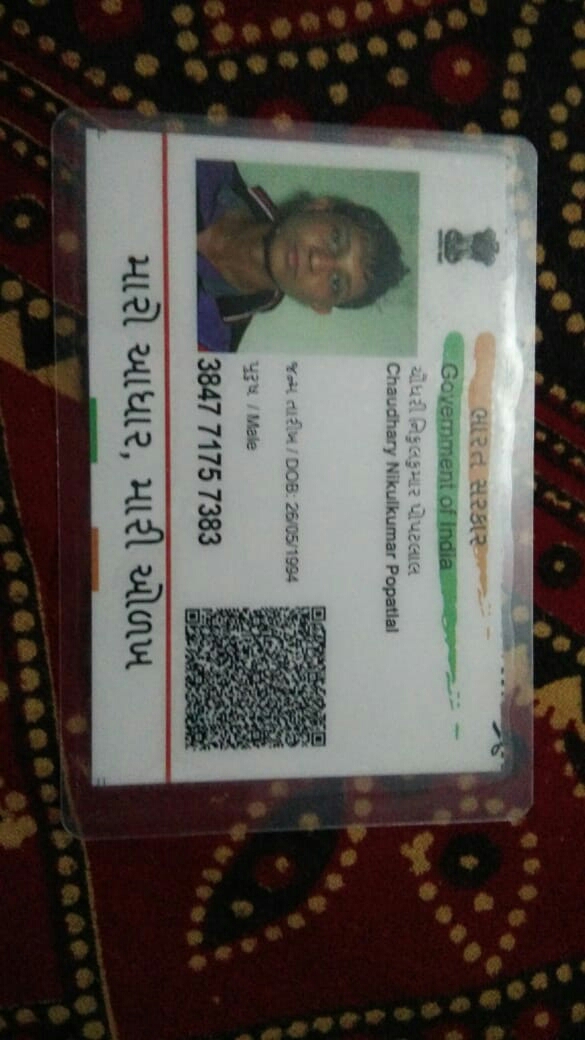 ભારત સરકાર
Government of India
ચૌધરી નિકુલકુમાર પોપટલાલ
Chaudhary Nikulkumar Popatlal
જન્મ તારીખ / DOB: 26/05/1994
પુરુષ / Male
3847 7175 7383
મારો આધાર, મારી ઓળખ